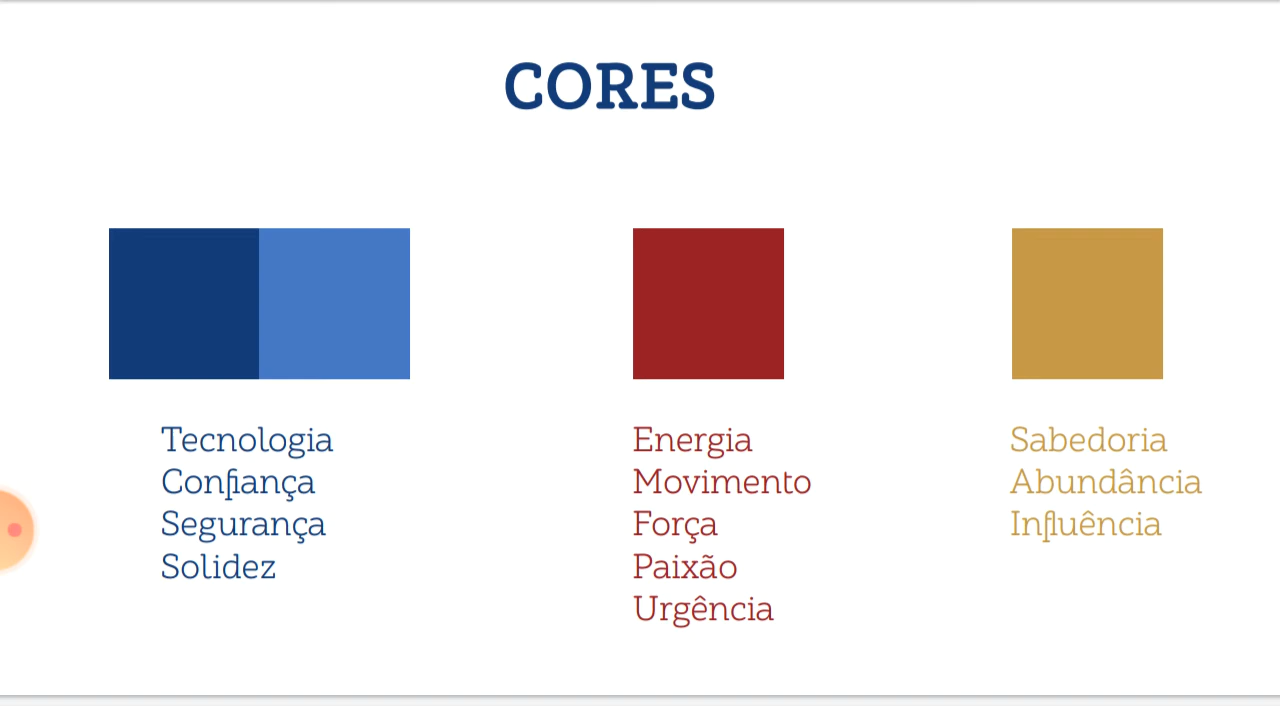 CORES
Tecnologia
Confiança
Segurança
Solidez
Energia
Movimento
Força
Paixão
Urgência
Sabedoria
Abundância
Influência